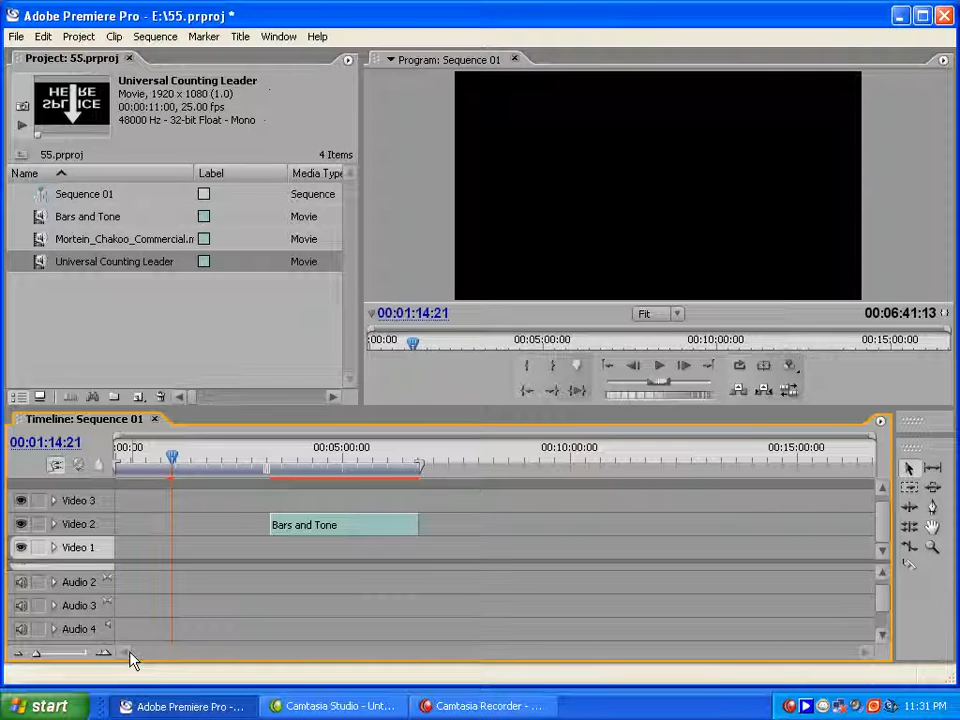 Adobe Premiere Pro - E:\55.prproj *
File Edit Project Clip Sequence Marker Title Window Help
Project: 55.prproj
Universal Counting Leader
Movie, 1920 x 1080 (1.0)
00:00:11:00, 25.00 fps
48000 Hz - 32-bit Float - Mono
HERE
SPLICE
55.prproj 4 Items
Name Label Media Type
Sequence 01 Sequence
Bars and Tone Movie
Mortein_Chakoo_Commercial.m Movie
Universal Counting Leader Movie
Program: Sequence 01
00:01:14:21 Fit 00:06:41:13
:00:00 00:05:00:00 00:10:00:00 00:15:00:00
Timeline: Sequence 01
00:01:14:21
:00:00 00:05:00:00 00:10:00:00 00:15:00:00
Video 3
Video 2 Bars and Tone
Video 1
Audio 2
Audio 3
Audio 4
start Adobe Premiere Pro -... Camtasia Studio - Unt... Camtasia Recorder - ... 11:31 PM